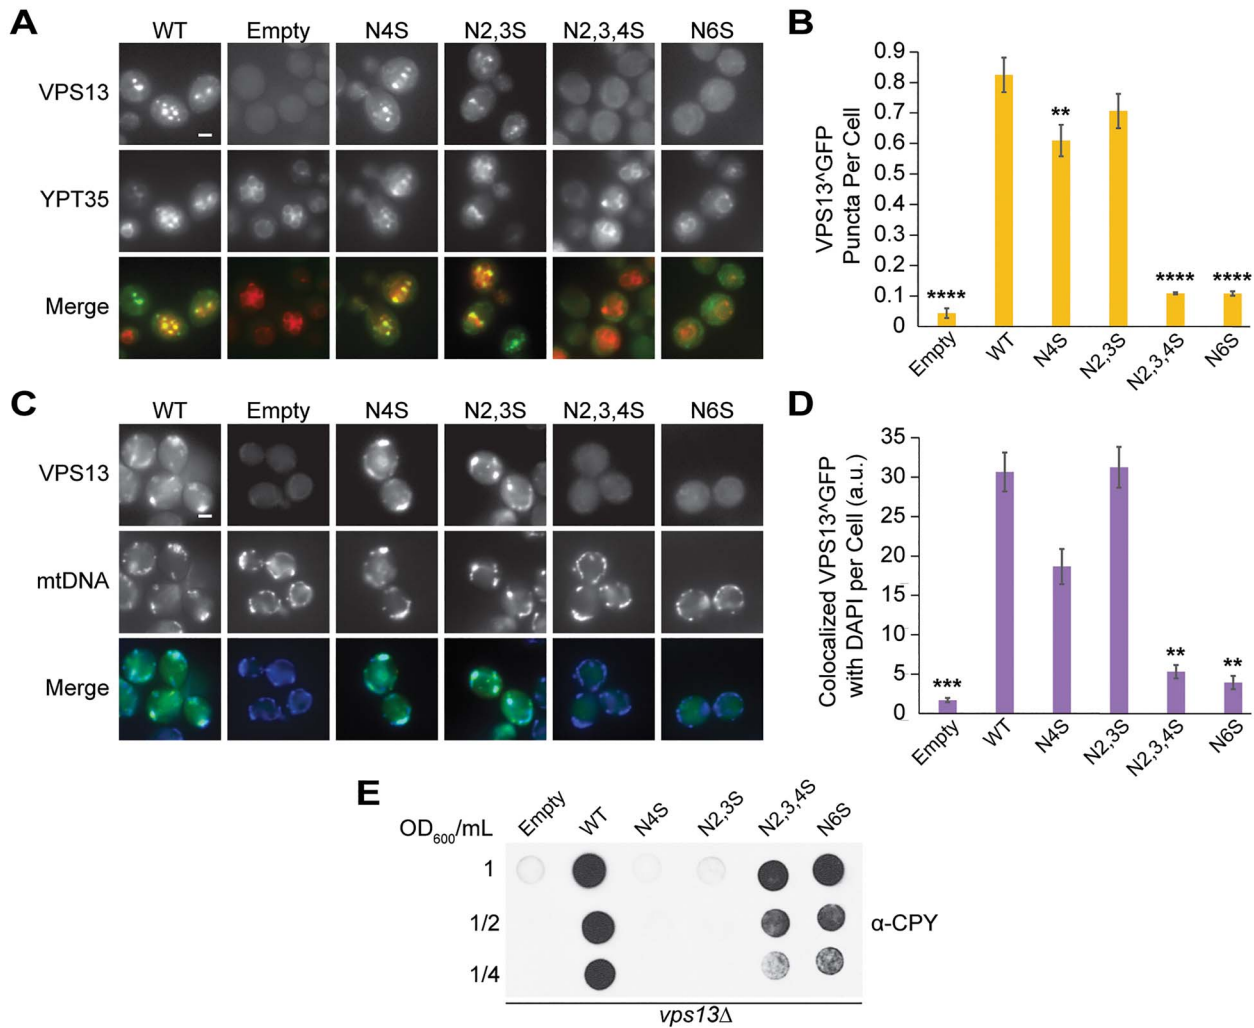 A
WT Empty N4S N2,3S N2,3,4S N6S
VPS13
YPT35
Merge
B
VPS13^GFP
Puncta Per Cell
0.9
0.8
0.7
0.6
0.5
0.4
0.3
0.2
0.1
0
****
**
****
****
Empty WT N4S N2,3S N2,3,4S N6S
C
WT Empty N4S N2,3S N2,3,4S N6S
VPS13
mtDNA
Merge
D
Colocalized VPS13^GFP
with DAPI per Cell (a.u.)
35
30
25
20
15
10
5
0
***
**
**
Empty WT N4S N2,3S N2,3,4S N6S
E
OD600/mL
Empty WT N4S N2,3S N2,3,4S N6S
1
1/2
1/4
α-CPY
vps13Δ